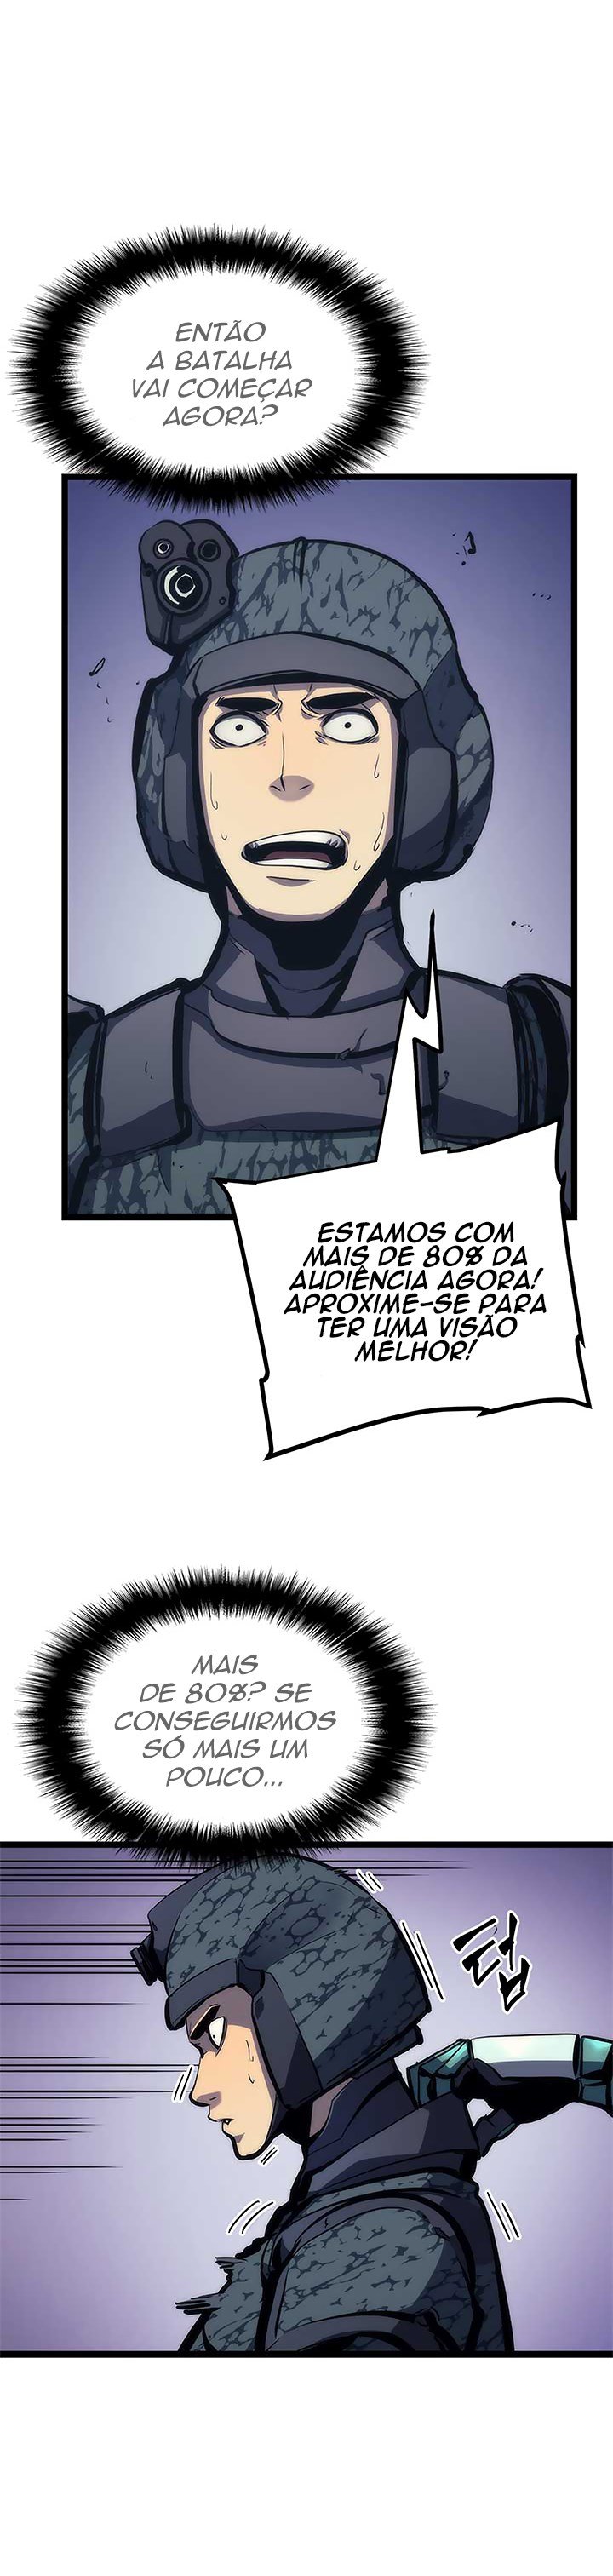 ENTÃO
A BATALHA
VAI COMEÇAR
AGORA?
ESTAMOS COM
MAIS DE 80% DA
AUDIÊNCIA AGORA!
APROXIME-SE PARA
TER UMA VISÃO
MELHOR!
MAIS
DE 80%? SE
CONSEGUIRMOS
SÓ MAIS UM
POUCO...
텁